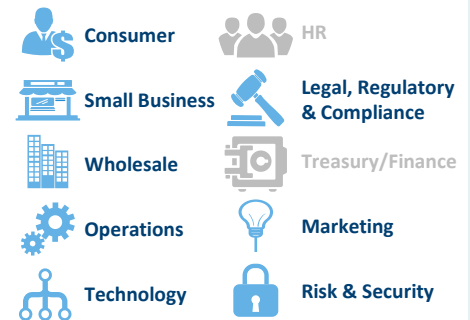 Consumer
HR
Small Business
Legal, Regulatory
& Compliance
Wholesale
Treasury/Finance
Operations
Marketing
Technology
Risk & Security